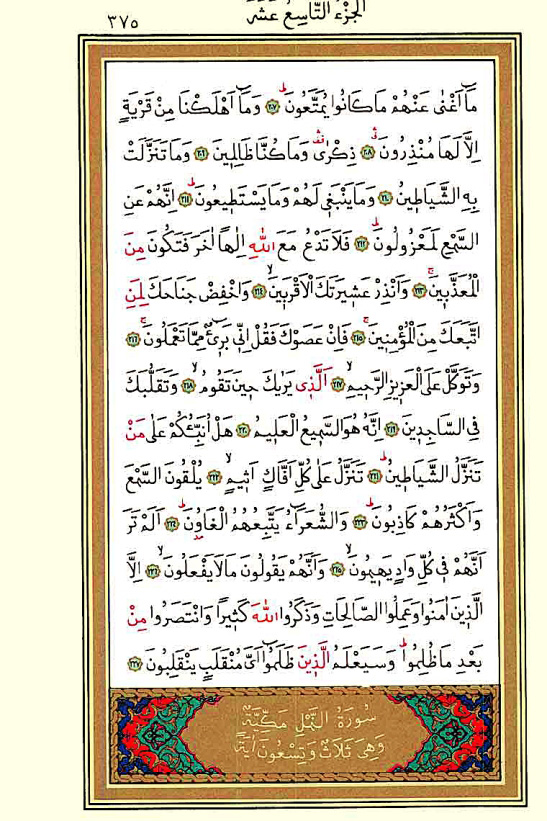 الجزء التاسع عشر
٣٧٥
مَٓا اَغْنٰى عَنْهُمْ مَا كَانُوا يُمَتَّعُونَۜ ﴿٢٠٧﴾ وَمَٓا اَهْلَكْنَا مِنْ قَرْيَةٍ
اِلَّا لَهَا مُنْذِرُونَۗ ﴿٢٠٨﴾ ذِكْرٰى وَمَا كُنَّا ظَالِمِينَ ﴿٢٠٩﴾ وَمَا تَنَزَّلَتْ
بِهِ الشَّيَاطِينُ ﴿٢١٠﴾ وَمَا يَنْبَغِي لَهُمْ وَمَا يَسْتَطِيعُونَۜ ﴿٢١١﴾ اِنَّهُمْ عَنِ
السَّمْعِ لَمَعْزُولُونَۜ ﴿٢١٢﴾ فَلَا تَدْعُ مَعَ اللّٰهِ اِلٰهاً اٰخَرَ فَتَكُونَ مِنَ
الْمُعَذَّبِينَۚ ﴿٢١٣﴾ وَاَنْذِرْ عَشِيرَتَكَ الْاَقْرَبِينَۙ ﴿٢١٤﴾ وَاخْفِضْ جَنَاحَكَ لِمَنِ
اتَّبَعَكَ مِنَ الْمُؤْمِنِينَۚ ﴿٢١٥﴾ فَاِنْ عَصَوْكَ فَقُلْ اِنِّي بَرِيٓءٌ مِمَّا تَعْمَلُونَۚ ﴿٢١٦﴾
وَتَوَكَّلْ عَلَى الْعَزِيزِ الرَّحِيمِۙ ﴿٢١٧﴾ اَلَّذِي يَرٰيكَ حِينَ تَقُومُۙ ﴿٢١٨﴾ وَتَقَلُّبَكَ
فِي السَّاجِدِينَ ﴿٢١٩﴾ اِنَّهُ هُوَ السَّمِيعُ الْعَلِيمُ ﴿٢٢٠﴾ هَلْ اُنَبِّئُكُمْ عَلٰى مَنْ
تَنَزَّلُ الشَّيَاطِينُۜ ﴿٢٢١﴾ تَنَزَّلُ عَلٰى كُلِّ اَفَّاكٍ اَثِيمٍۙ ﴿٢٢٢﴾ يُلْقُونَ السَّمْعَ
وَاَكْثَرُهُمْ كَاذِبُونَۜ ﴿٢٢٣﴾ وَالشُّعَرَٓاءُ يَتَّبِعُهُمُ الْغَاوُنَۜ ﴿٢٢٤﴾ اَلَمْ تَرَ
اَنَّهُمْ فِي كُلِّ وَادٍ يَهِيمُونَۙ ﴿٢٢٥﴾ وَاَنَّهُمْ يَقُولُونَ مَا لَا يَفْعَلُونَۙ ﴿٢٢٦﴾ اِلَّا
الَّذِينَ اٰمَنُوا وَعَمِلُوا الصَّالِحَاتِ وَذَكَرُوا اللّٰهَ كَثِيراً وَانْتَصَرُوا مِنْ
بَعْدِ مَا ظُلِمُواۜ وَسَيَعْلَمُ الَّذِينَ ظَلَمُٓوا اَيَّ مُنْقَلَبٍ يَنْقَلِبُونَ ﴿٢٢٧﴾
سُورَةُ النَّمْلِ مَكِّيَّةٌ
وَهِيَ ثَلَاثٌ وَتِسْعُونَ اٰيَةً